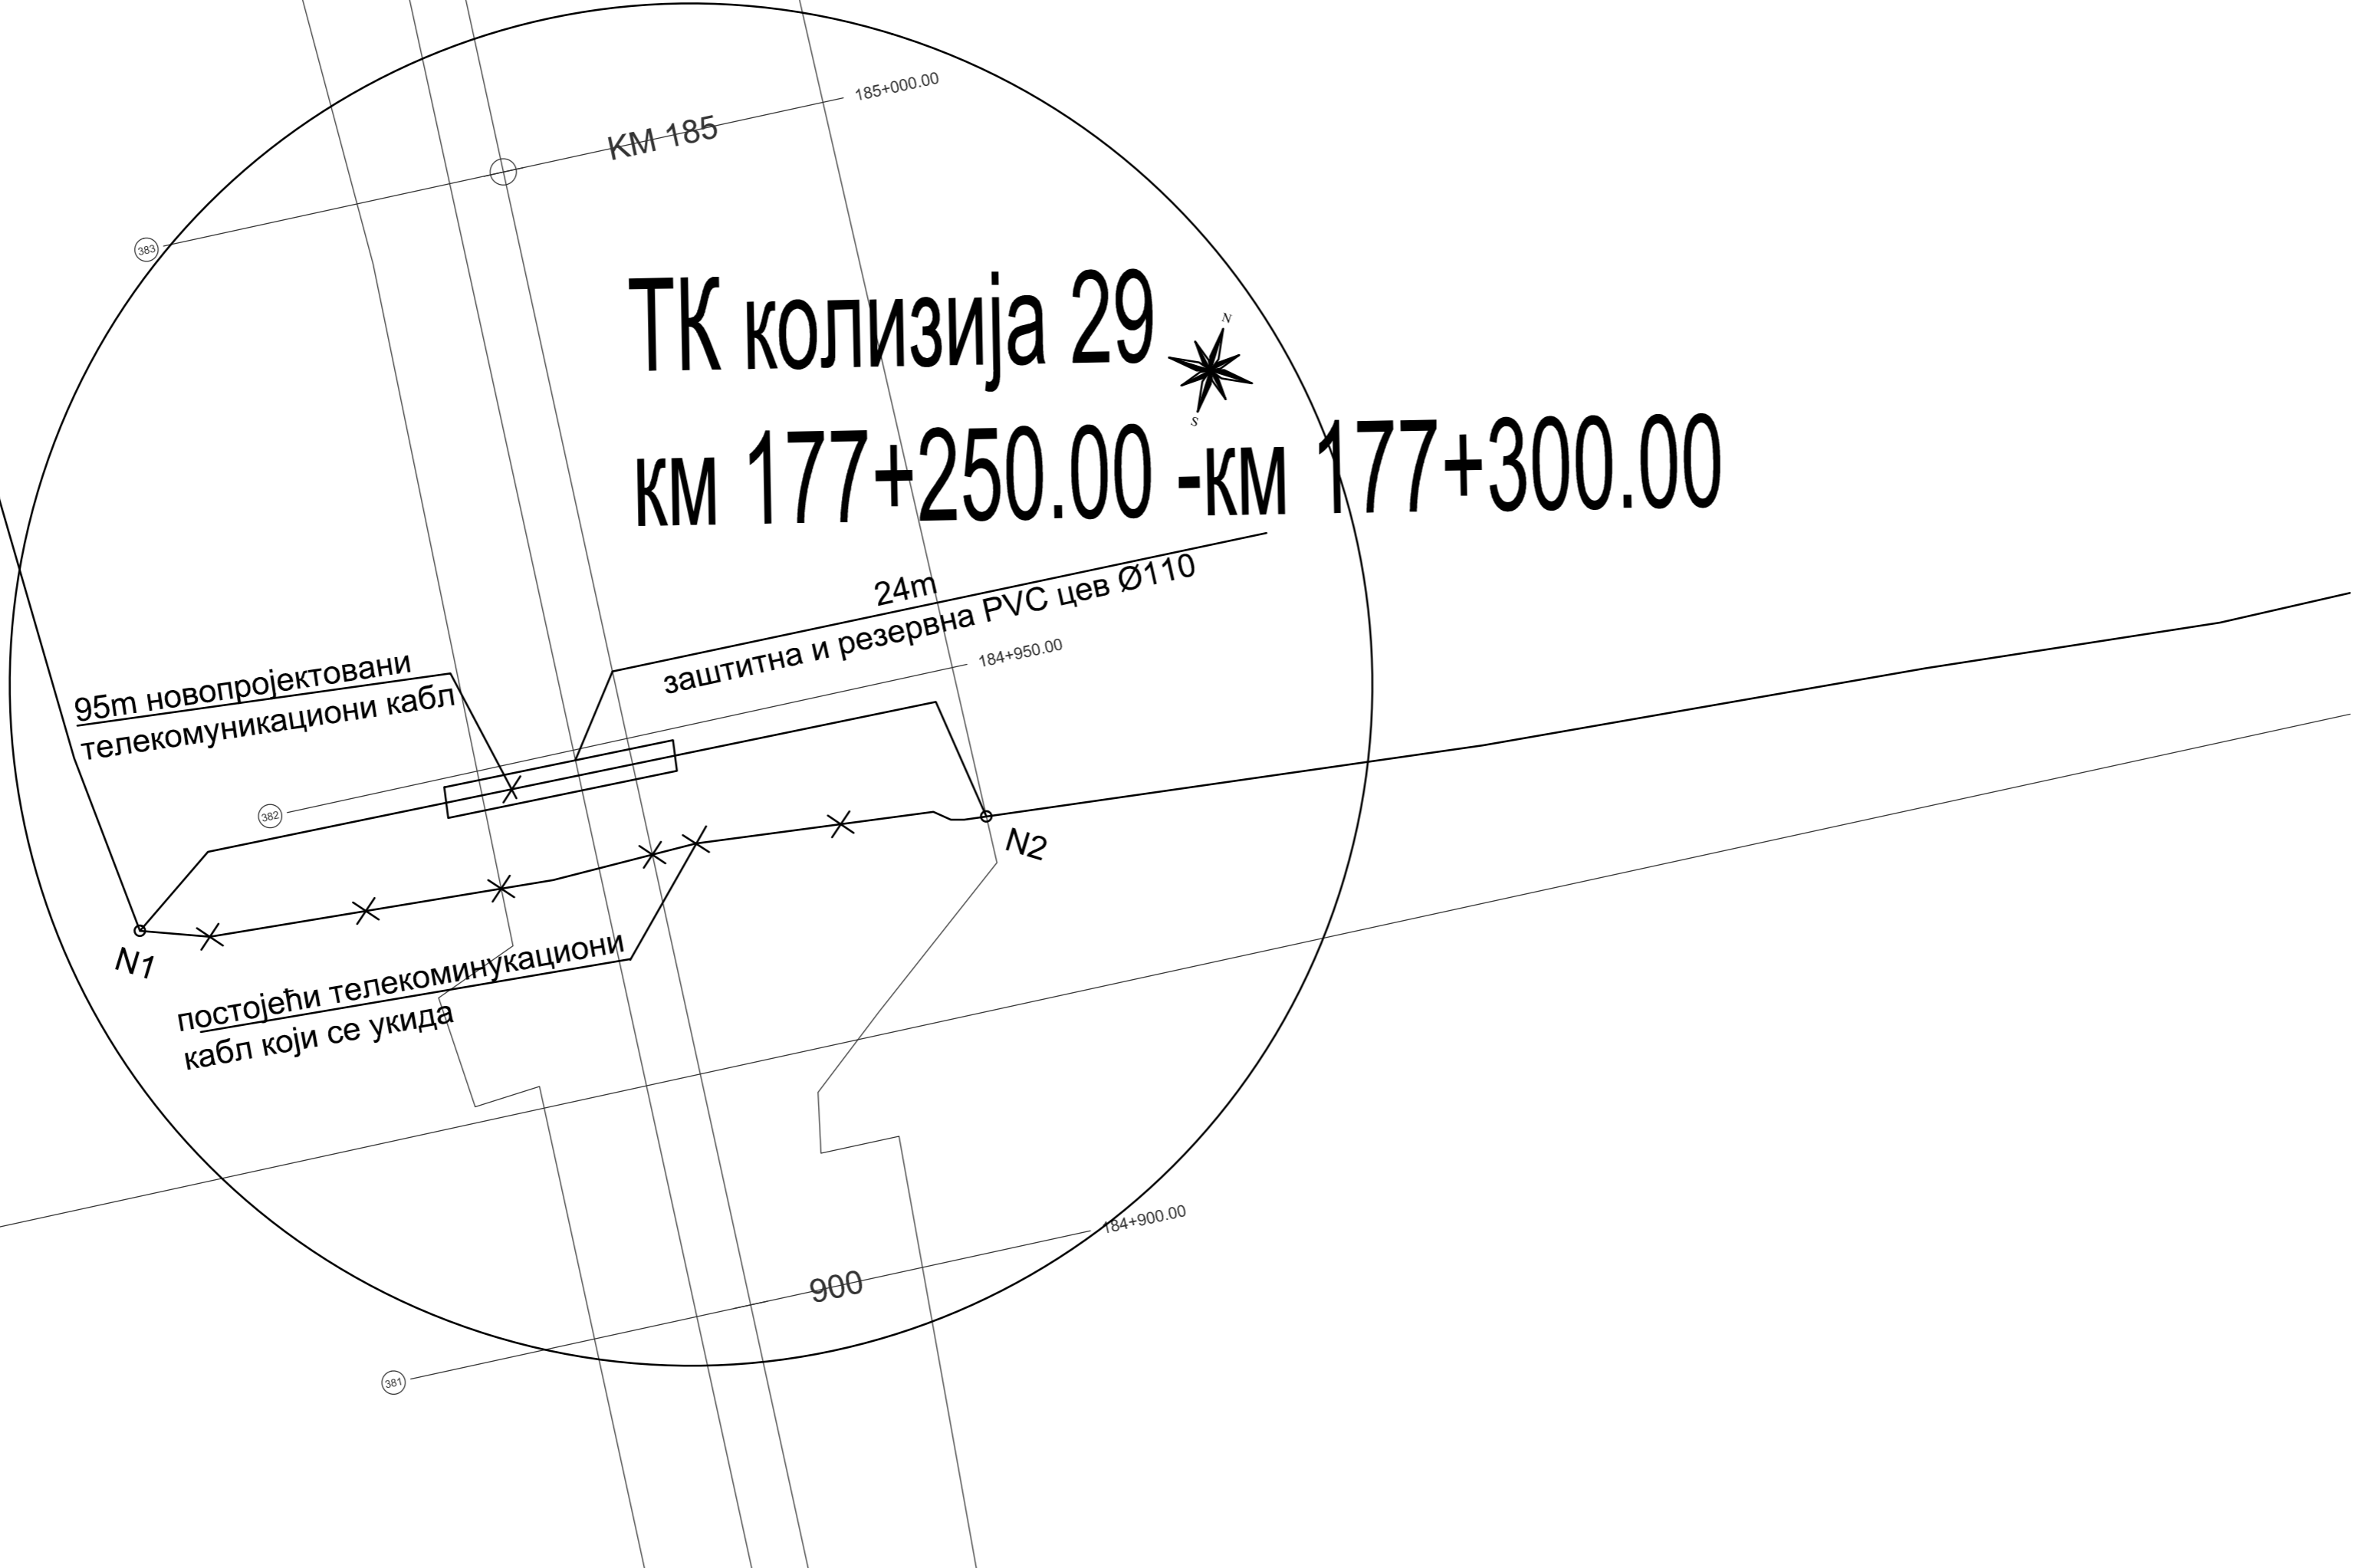 185+000.00
KM 185
383
ТК колизија 29
N
S
км 177+250.00 -км 177+300.00
24m
заштитна и резервна PVC цев Ø110
184+950.00
95m новопројектовани
телекомуникациони кабл
382
N2
N1
постојећи телекоминукациони
кабл који се укида
184+900.00
900
381